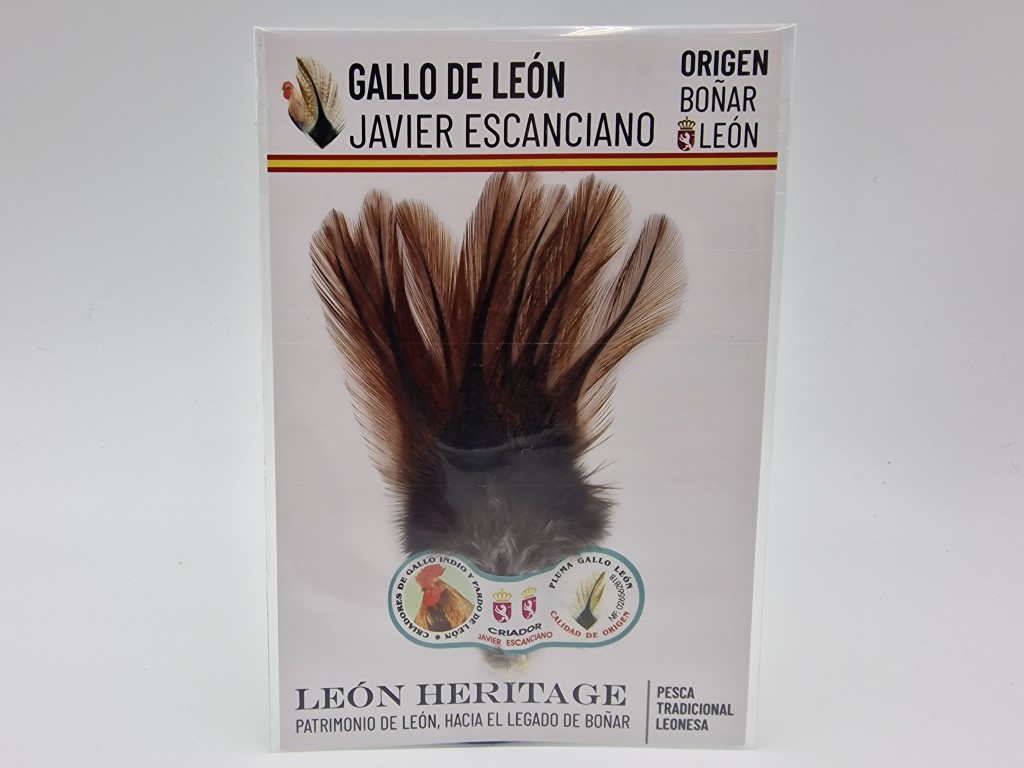 GALLO DE LEÓN
JAVIER ESCANCIANO
ORIGEN
BOÑAR
LEÓN
CRIADORES DE GALLO INDIO Y PARDO DE LEÓN *
CRIADOR
JAVIER ESCANCIANO
PLUMA GALLO LEÓN
CALIDAD DE ORIGEN
LEÓN HERITAGE
PATRIMONIO DE LEÓN, HACIA EL LEGADO DE BOÑAR
PESCA
TRADICIONAL
LEONESA